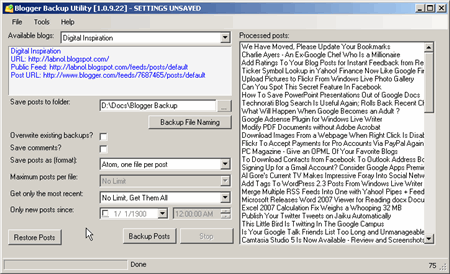 Blogger Backup Utility [1.0.9.22] - SETTINGS UNSAVED
File Tools Help
Available blogs: Digital Inspiration
Digital Inspiration
URL: http://labnol.blogspot.com/
Public Feed: http://labnol.blogspot.com/feeds/posts/default
Post URL: http://www.blogger.com/feeds/7687465/posts/default
Save posts to folder: D:\Docs\Blogger Backup ...
Backup File Naming
Overwrite existing backups?
Save comments?
Save posts as (format): Atom, one file per post
Maximum posts per file: No Limit
Get only the most recent: No Limit, Get Them All
Only new posts since: 1/ 1/1900 12:00:00 AM
Restore Posts Backup Posts Stop
Processed posts:
We Have Moved, Please Update Your Bookmarks
Charlie Ayers - An Ex-Google Chef Who Is a Millionaire
Add Ratings To Your Blog Posts for Instant Feedback from Re
Ticker Symbol Lookup in Yahoo! Finance Now Like Google Fir
Upload Pictures to Flickr From Windows Live Photo Gallery
Can You Spot This Secret Feature In Facebook
How To Save PowerPoint Presentations Out of Google Docs
Technorati Blog Search Is Useful Again; Rolls Back Recent Ch
What Will Happen When Google Becomes an Adult ?
Google Adsense Plugin for Windows Live Writer
Modify PDF Documents without Adobe Acrobat
Download Images From a Webpage When Right Click Is Disab
Flickr To Accept Payments for Pro Accounts Via PayPal Again
PC Magazine - Give an OPML Of Your Favorite Blogs
To Download Contacts from Facebook To Outlook Address Bo
Signing Up for a Gmail Account? Consider Google Apps Premi
Al Gore's Current TV Makes Impressive Foray Into Social Netw
Add Tags To WordPress 2.3 Posts From Windows Live Writer
Merge Multiple RSS Feeds Into One with Yahoo! Pipes + Feed
Microsoft Releases Word 2007 Viewer for Reading docx Docum
Excel 2007 Calculation Fix Weighs a Whooping 32 MB
Publish Your Twitter Tweets on Jaiku Automatically
This Little Bird Is Twitting In The Google Campus
Is Your Google Talk Friends List Too Long and Unmanageable
Camtasia Studio 5 Is Now Available - Review and Screenshots
Done 75